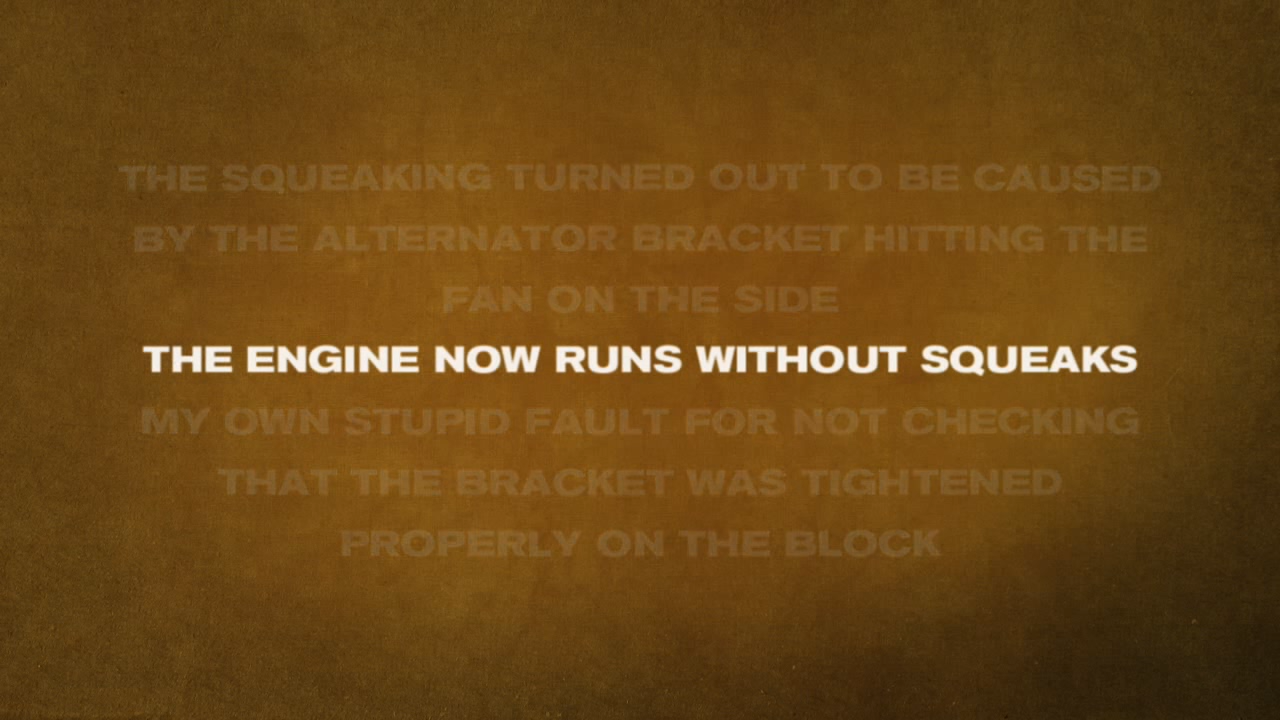 THE SQUEAKING TURNED OUT TO BE CAUSED
BY THE ALTERNATOR BRACKET HITTING THE
FAN ON THE SIDE
THE ENGINE NOW RUNS WITHOUT SQUEAKS
MY OWN STUPID FAULT FOR NOT CHECKING
THAT THE BRACKET WAS TIGHTENED
PROPERLY ON THE BLOCK